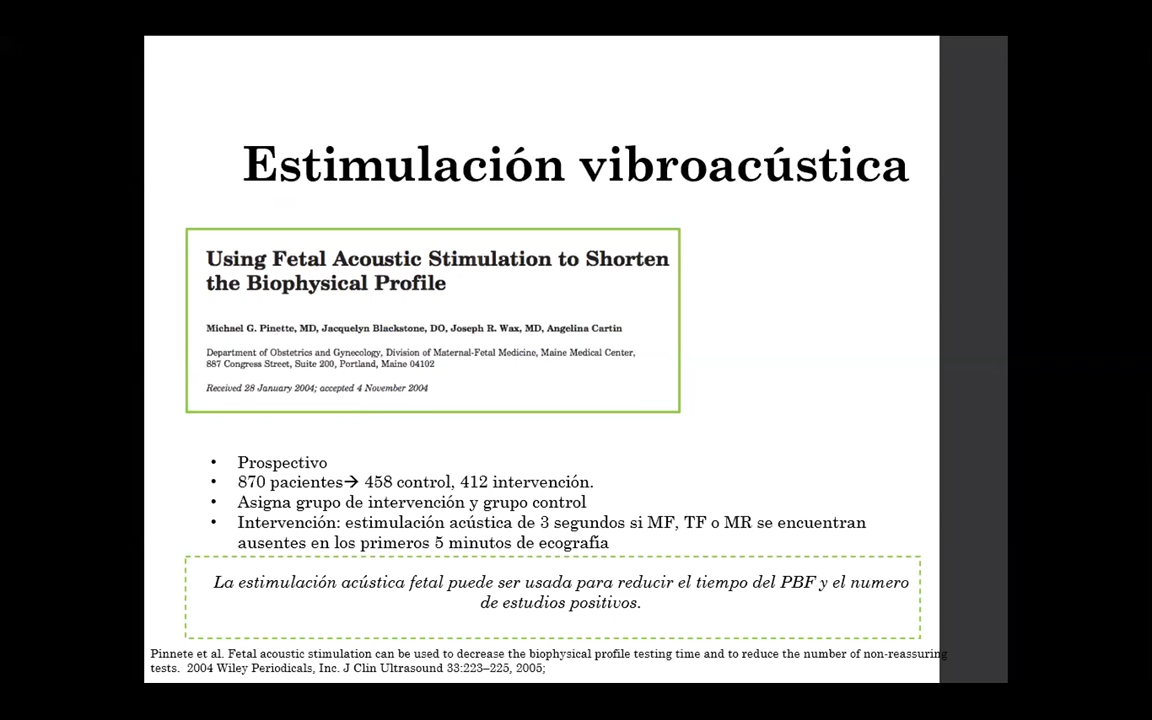 Estimulación vibroacústica
Using Fetal Acoustic Stimulation to Shorten
the Biophysical Profile
Michael G. Pinette, MD, Jacquelyn Blackstone, DO, Joseph R. Wax, MD, Angelina Cartin
Department of Obstetrics and Gynecology, Division of Maternal-Fetal Medicine, Maine Medical Center,
887 Congress Street, Suite 200, Portland, Maine 04102
Received 28 January 2004; accepted 4 November 2004
• Prospectivo
• 870 pacientes→ 458 control, 412 intervención.
• Asigna grupo de intervención y grupo control
• Intervención: estimulación acústica de 3 segundos si MF, TF o MR se encuentran
ausentes en los primeros 5 minutos de ecografía
La estimulación acústica fetal puede ser usada para reducir el tiempo del PBF y el numero
de estudios positivos.
Pinnete et al. Fetal acoustic stimulation can be used to decrease the biophysical profile testing time and to reduce the number of non-reassuring
tests. 2004 Wiley Periodicals, Inc. J Clin Ultrasound 33:223–225, 2005;